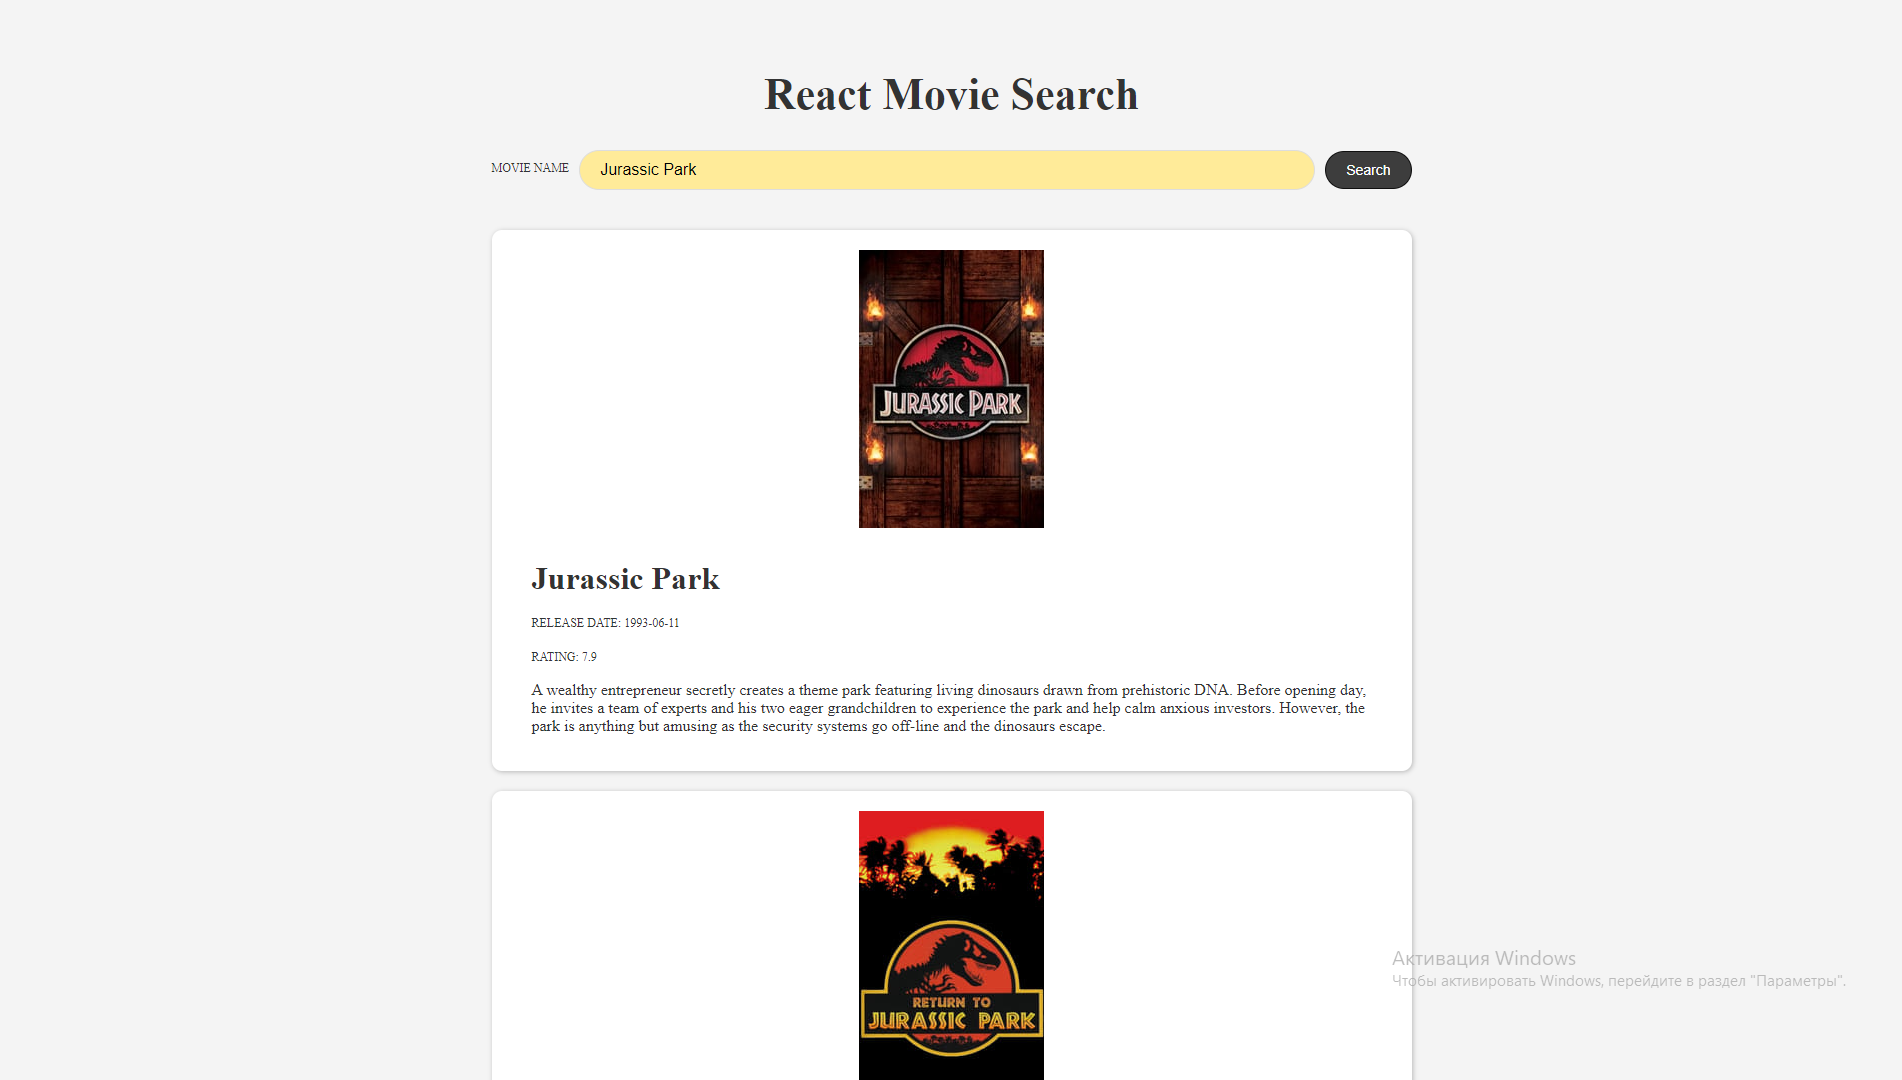 React Movie Search
MOVIE NAME
Jurassic Park
Search
JURASSIC PARK
Jurassic Park
RELEASE DATE: 1993-06-11
RATING: 7.9
A wealthy entrepreneur secretly creates a theme park featuring living dinosaurs drawn from prehistoric DNA. Before opening day,
he invites a team of experts and his two eager grandchildren to experience the park and help calm anxious investors. However, the
park is anything but amusing as the security systems go off-line and the dinosaurs escape.
RETURN TO
JURASSIC PARK
Активация Windows
Чтобы активировать Windows, перейдите в раздел "Параметры".